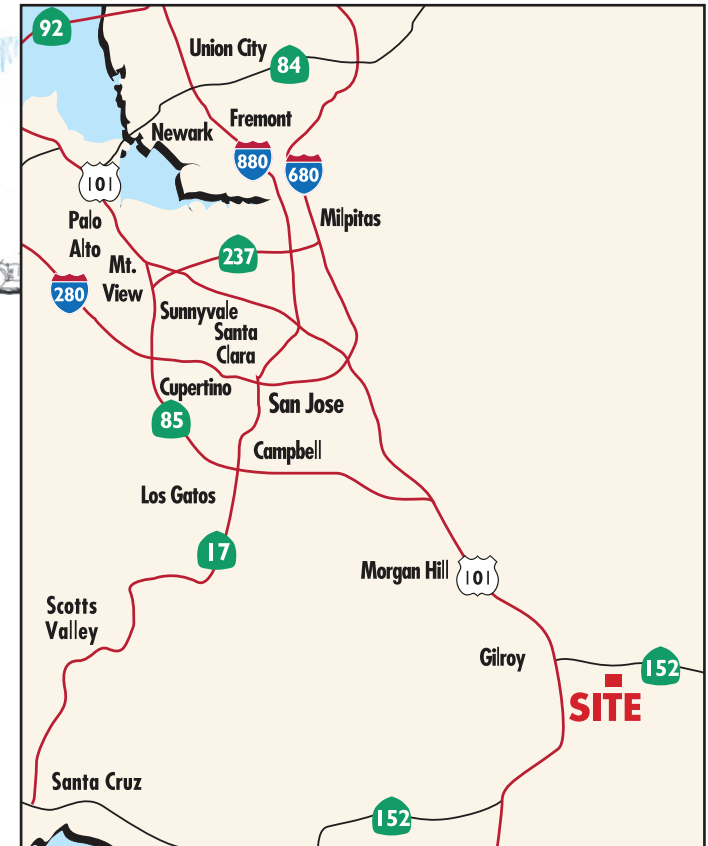 92
Union City
84
Fremont
Newark
880
680
101
Palo
Alto
Milpitas
237
Mt.
View
280
Sunnyvale
Santa
Clara
Cupertino
San Jose
85
Campbell
Los Gatos
17
Morgan Hill
101
Scotts
Valley
Gilroy
152
SITE
Santa Cruz
152